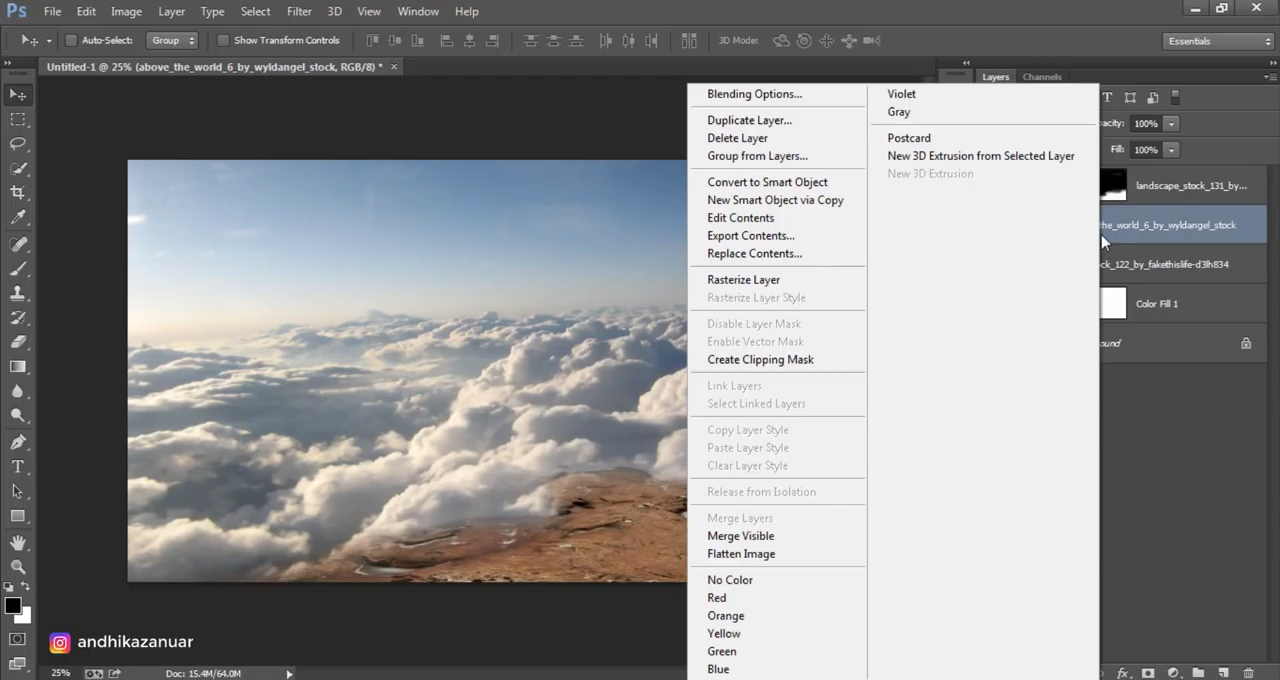 Ps File Edit Image Layer Type Select Filter 3D View Window Help
Auto-Select: Group Show Transform Controls 3D Mode: Essentials
Untitled-1 @ 25% (above_the_world_6_by_wyldangel_stock, RGB/8) *
Layers Channels
Blending Options...
Duplicate Layer...
Delete Layer
Group from Layers...
Convert to Smart Object
New Smart Object via Copy
Edit Contents
Export Contents...
Replace Contents...
Rasterize Layer
Rasterize Layer Style
Disable Layer Mask
Enable Vector Mask
Create Clipping Mask
Link Layers
Select Linked Layers
Copy Layer Style
Paste Layer Style
Clear Layer Style
Release from Isolation
Merge Layers
Merge Visible
Flatten Image
No Color
Red
Orange
Yellow
Green
Blue
Violet
Gray
Postcard
New 3D Extrusion from Selected Layer
New 3D Extrusion
T
acity: 100%
Fill: 100%
landscape_stock_131_by...
the_world_6_by_wyldangel_stock
ck_122_by_fakethislife-d3lh834
Color Fill 1
ound
T
andhikazanuar
25% Doc: 15.4M/64.0M
fx